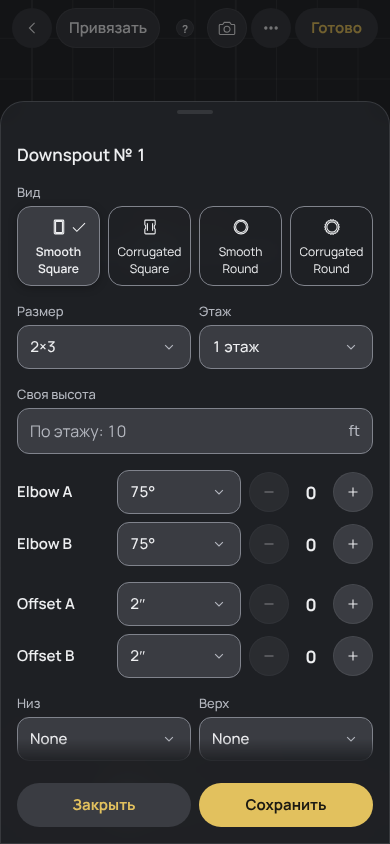 Привязать
?
Готово
Downspout № 1
Вид
Smooth
Square
Corrugated
Square
Smooth
Round
Corrugated
Round
Размер
Этаж
2×3
1 этаж
Своя высота
По этажу: 10
ft
Elbow A
75°
0
Elbow B
75°
0
Offset A
2″
0
Offset B
2″
0
Низ
Верх
None
None
Закрыть
Сохранить